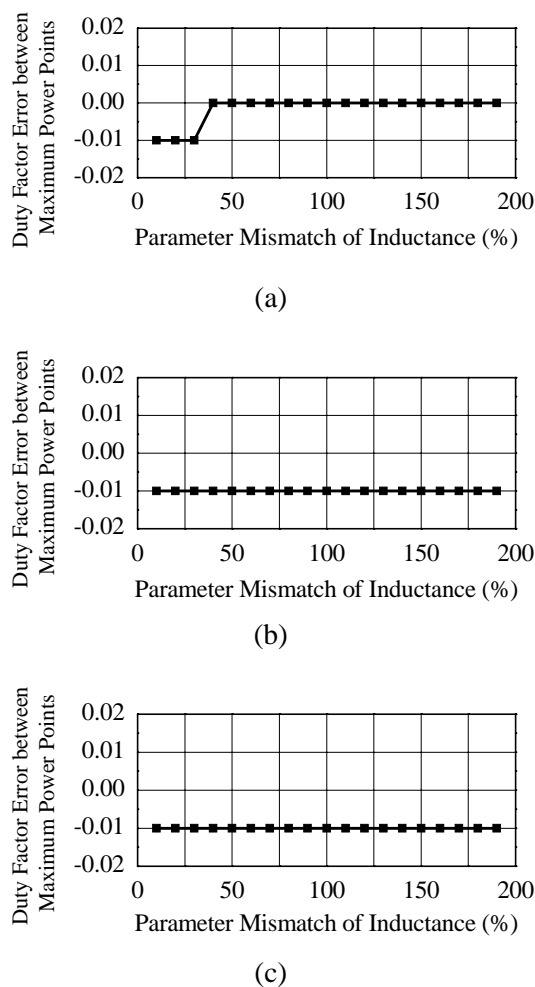 Duty Factor Error between
Maximum Power Points
0.02
0.01
0.00
-0.01
-0.02
0 50 100 150 200
Parameter Mismatch of Inductance (%)
(a)
Duty Factor Error between
Maximum Power Points
0.02
0.01
0.00
-0.01
-0.02
0 50 100 150 200
Parameter Mismatch of Inductance (%)
(b)
Duty Factor Error between
Maximum Power Points
0.02
0.01
0.00
-0.01
-0.02
0 50 100 150 200
Parameter Mismatch of Inductance (%)
(c)